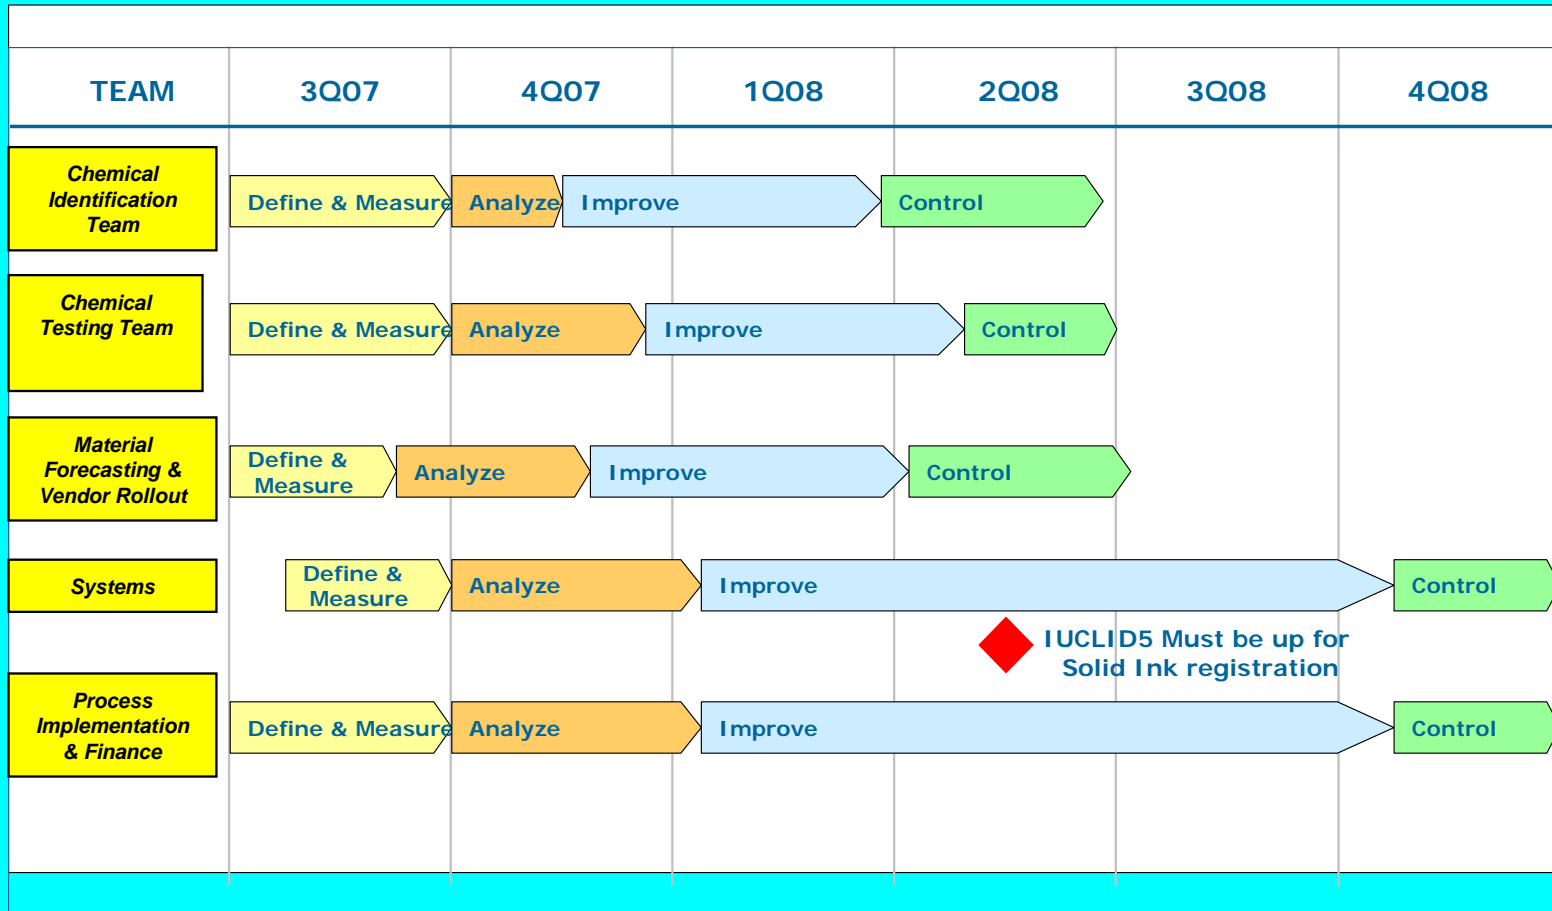 TEAM 3Q07 4Q07 1Q08 2Q08 3Q08 4Q08
Chemical
Identification
Team
Define & Measure Analyze Improve Control
Chemical
Testing Team
Define & Measure Analyze Improve Control
Material
Forecasting &
Vendor Rollout
Define &
Measure
Analyze Improve Control
Systems
Define &
Measure
Analyze Improve Control
IUCLID5 Must be up for
Solid Ink registration
Process
Implementation
& Finance
Define & Measure Analyze Improve Control